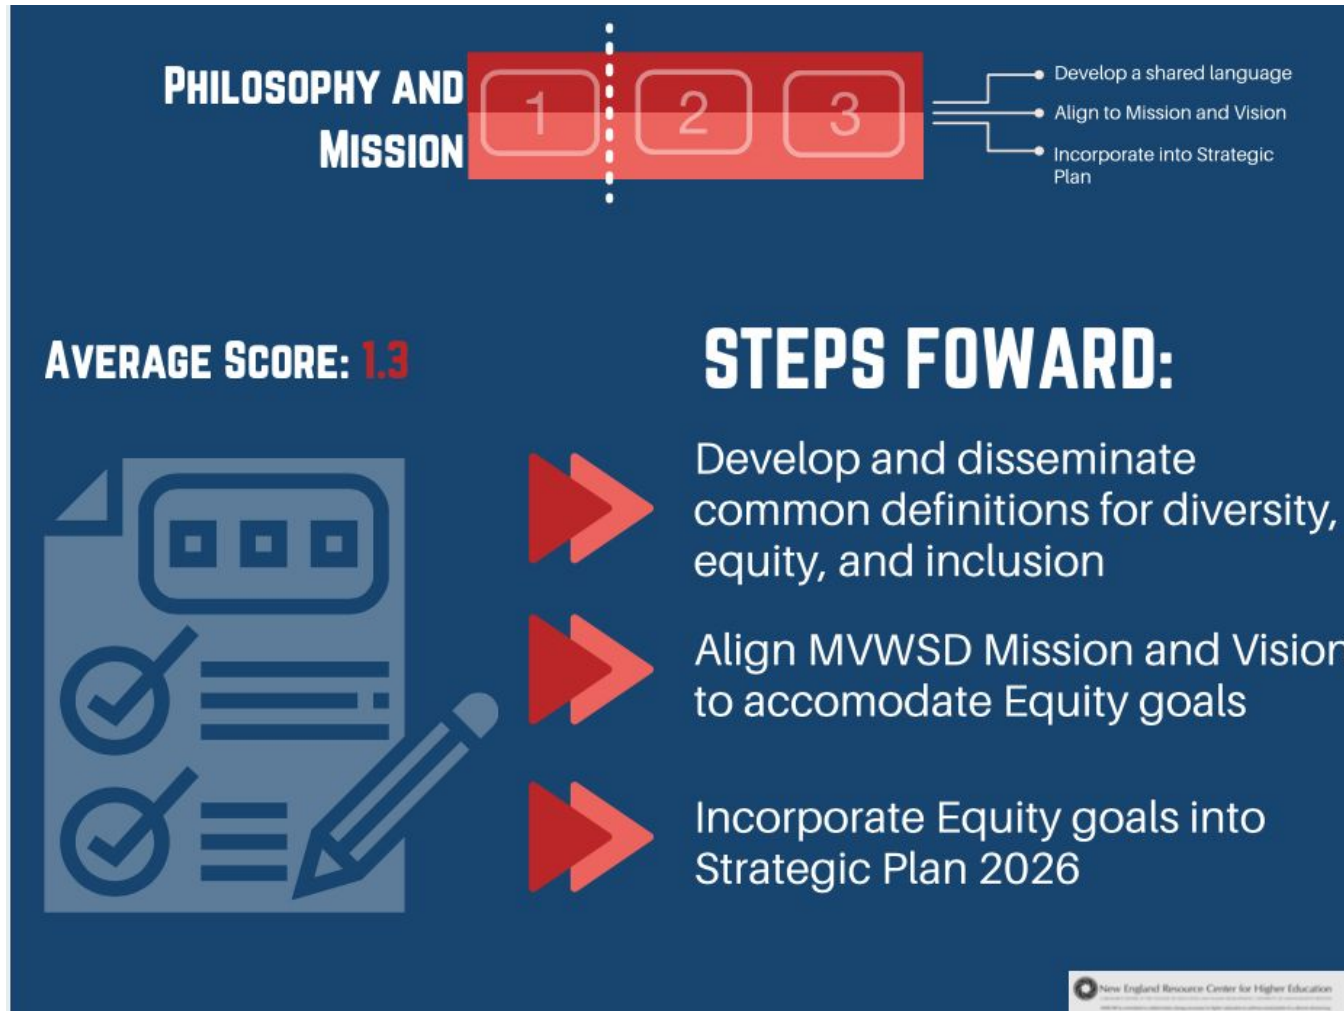 PHILOSOPHY AND
MISSION
1 2 3
Develop a shared language
Align to Mission and Vision
Incorporate into Strategic
Plan
AVERAGE SCORE: 1.3
STEPS FOWARD:
Develop and disseminate
common definitions for diversity,
equity, and inclusion
Align MVWSD Mission and Vision
to accomodate Equity goals
Incorporate Equity goals into
Strategic Plan 2026
New England Resource Center for Higher Education